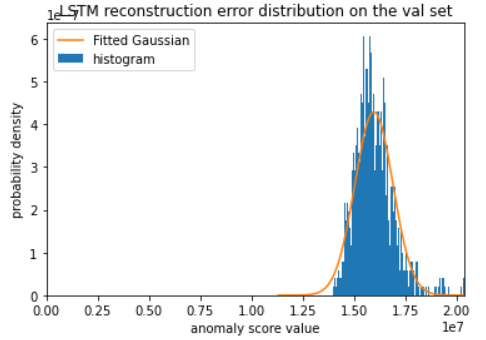 LSTM reconstruction error distribution on the val set
1e−7
Fitted Gaussian
histogram
6
5
4
3
2
1
0
probability density
0.00 0.25 0.50 0.75 1.00 1.25 1.50 1.75 2.00
1e7
anomaly score value